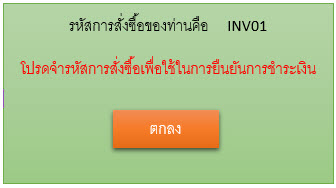 รหัสการสั่งซื้อของท่านคือ INV01
โปรดจำรหัสการสั่งซื้อเพื่อใช้ในการยืนยันการชำระเงิน
ตกลง